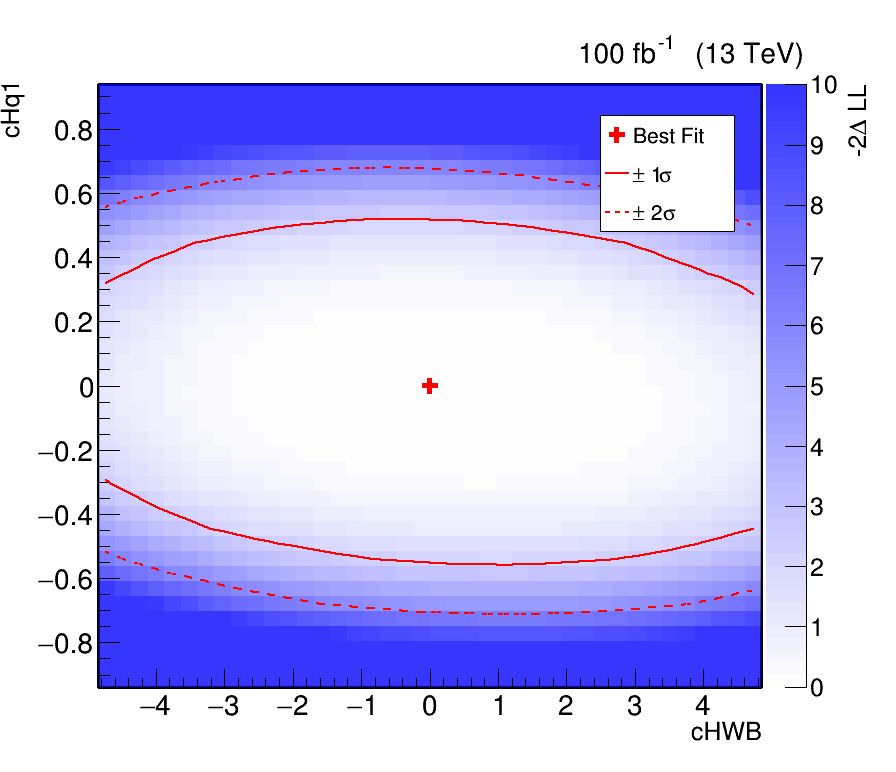 100 fb⁻¹ (13 TeV)
cHq1
0.8
0.6
0.4
0.2
0
−0.2
−0.4
−0.6
−0.8
Best Fit
± 1σ
± 2σ
10
9
8
7
6
5
4
3
2
1
0
-2Δ LL
−4 −3 −2 −1 0 1 2 3 4
cHWB